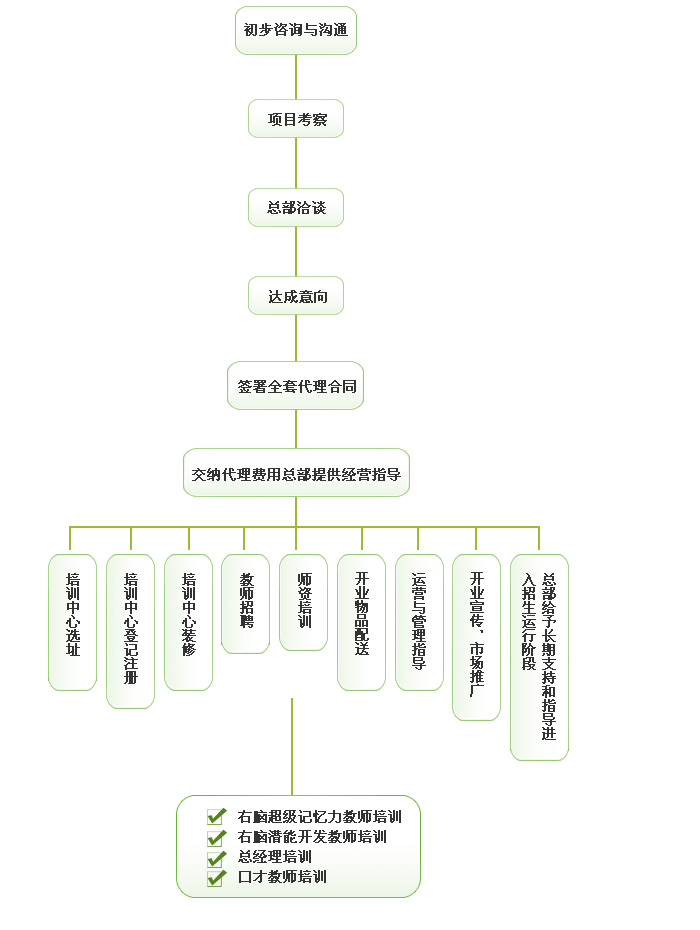 初步咨询与沟通
项目考察
总部洽谈
达成意向
签署全套代理合同
交纳代理费用总部提供经营指导
培训中心选址
培训中心登记注册
培训中心装修
教师招聘
师资培训
开业物品配送
运营与管理指导
开业宣传、市场推广
总部给予长期支持和指导进
入招生运行阶段
右脑超级记忆力教师培训
右脑潜能开发教师培训
总经理培训
口才教师培训